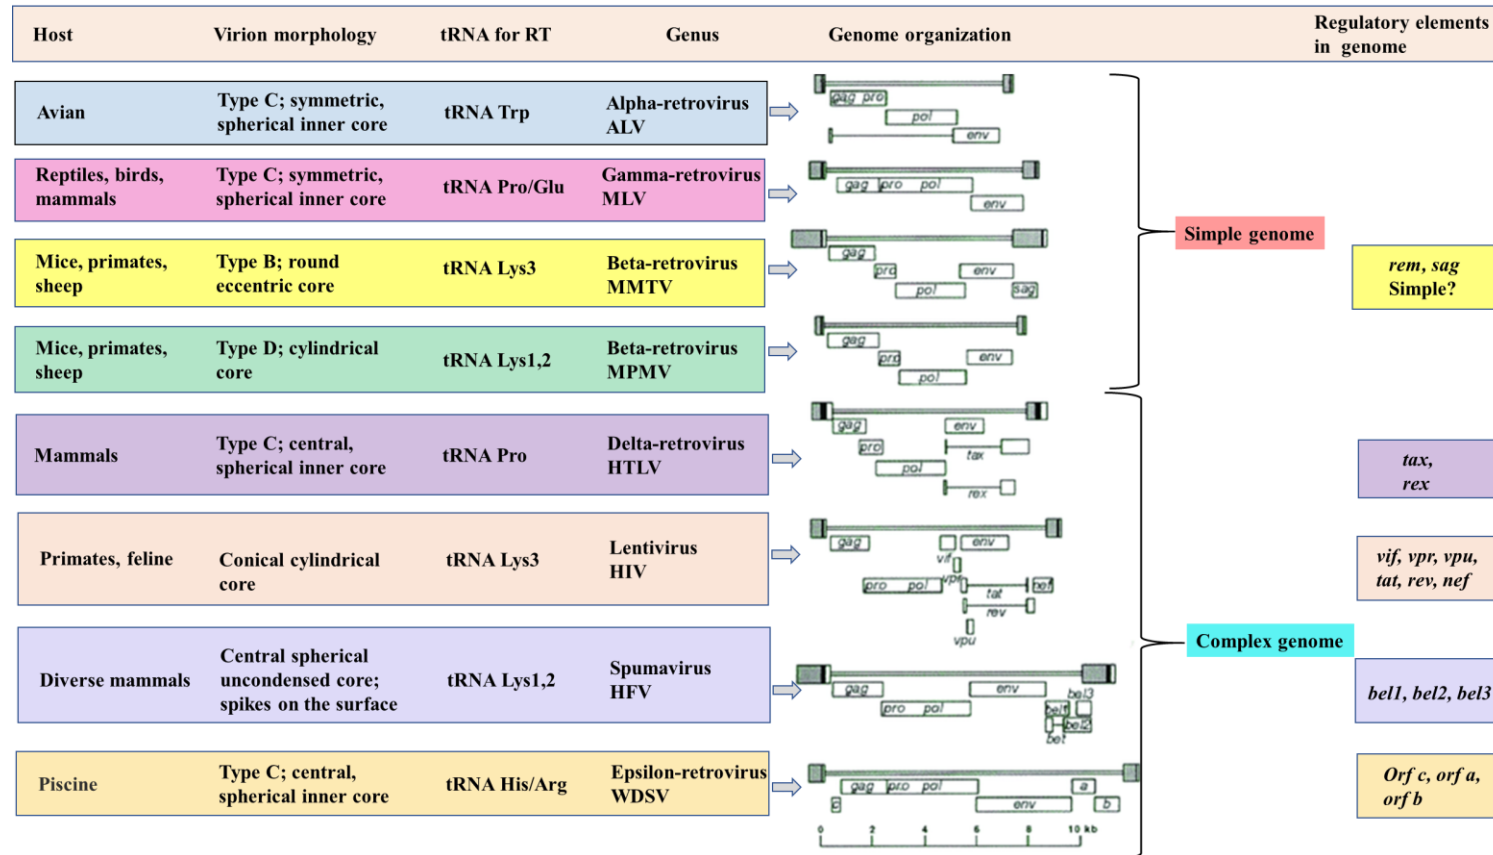 Host
Virion morphology
tRNA for RT
Genus
Genome organization
Regulatory elements
in genome
Avian
Type C; symmetric,
spherical inner core
tRNA Trp
Alpha-retrovirus
ALV
gag pro
pol
env
Reptiles, birds,
mammals
Type C; symmetric,
spherical inner core
tRNA Pro/Glu
Gamma-retrovirus
MLV
gag pro pol
env
Simple genome
Mice, primates,
sheep
Type B; round
eccentric core
tRNA Lys3
Beta-retrovirus
MMTV
gag
pro
env
pol
sag
rem, sag
Simple?
Mice, primates,
sheep
Type D; cylindrical
core
tRNA Lys1,2
Beta-retrovirus
MPMV
gag
pro
env
pol
Mammals
Type C; central,
spherical inner core
tRNA Pro
Delta-retrovirus
HTLV
gag
env
pro
tax
pol
rex
tax,
rex
Primates, feline
Conical cylindrical
core
tRNA Lys3
Lentivirus
HIV
gag
env
vif
vpr
pro pol
tat
nef
rev
vpu
vif, vpr, vpu,
tat, rev, nef
Complex genome
Diverse mammals
Central spherical
uncondensed core;
spikes on the surface
tRNA Lys1,2
Spumavirus
HFV
gag
env
bel3
pro pol
bel1
bel2
bet
bel1, bel2, bel3
Piscine
Type C; central,
spherical inner core
tRNA His/Arg
Epsilon-retrovirus
WDSV
gag pro pol
a
c
env
b
Orf c, orf a,
orf b
0 2 4 6 8 10 kb